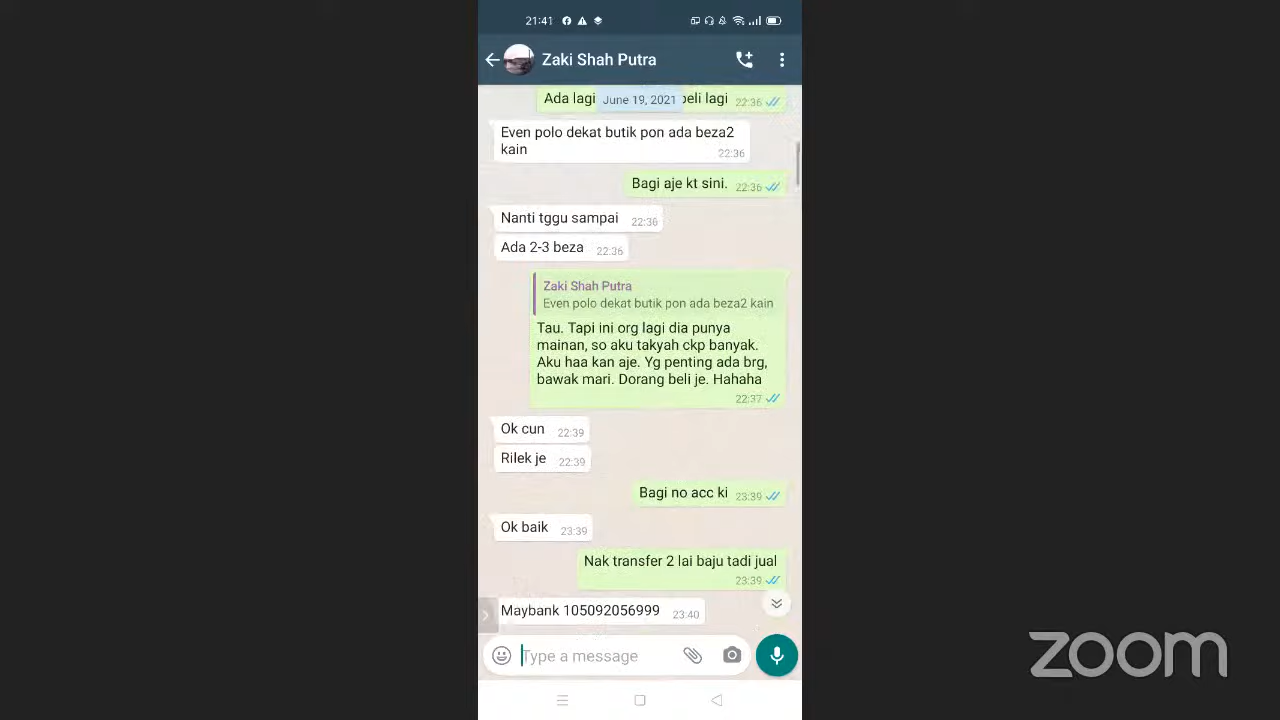 21:41
Zaki Shah Putra
Ada lagi
June 19, 2021
beli lagi 22:36
Even polo dekat butik pon ada beza2
kain 22:36
Bagi aje kt sini. 22:36
Nanti tggu sampai 22:36
Ada 2-3 beza 22:36
Zaki Shah Putra
Even polo dekat butik pon ada beza2 kain
Tau. Tapi ini org lagi dia punya
mainan, so aku takyah ckp banyak.
Aku haa kan aje. Yg penting ada brg,
bawak mari. Dorang beli je. Hahaha
22:37
Ok cun 22:39
Rilek je 22:39
Bagi no acc ki 23:39
Ok baik 23:39
Nak transfer 2 lai baju tadi jual
23:39
Maybank 105092056999 23:40
Type a message
zoom